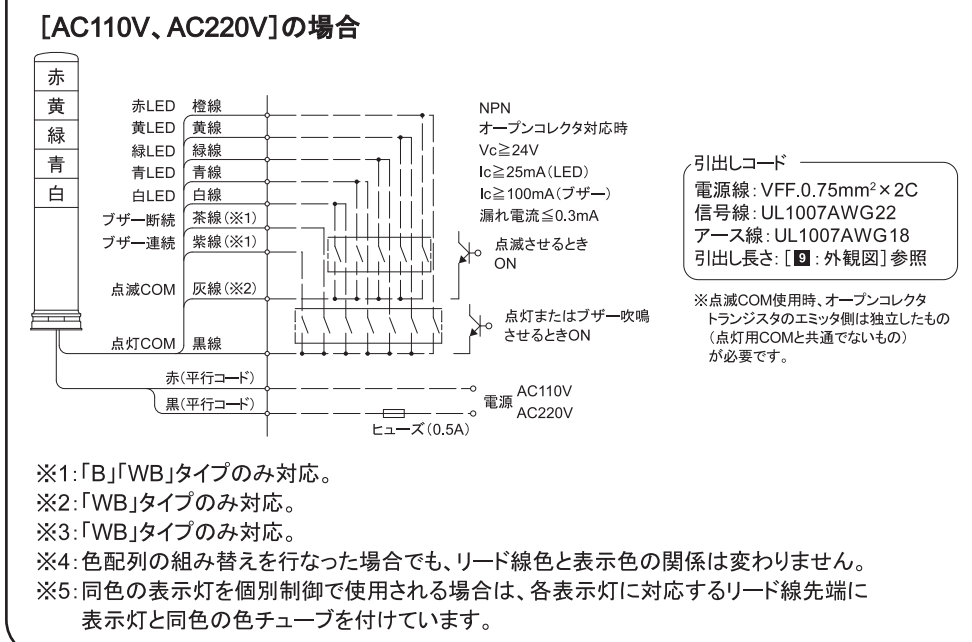 [AC110V、AC220V]の場合
赤
黄
緑
青
白
赤LED 橙線
黄LED 黄線
緑LED 緑線
青LED 青線
白LED 白線
ブザー断続 茶線(※1)
ブザー連続 紫線(※1)
点滅COM 灰線(※2)
点灯COM 黒線
赤(平行コード)
黒(平行コード)
NPN
オープンコレクタ対応時
Vc≧24V
Ic≧25mA(LED)
Ic≧100mA(ブザー)
漏れ電流≦0.3mA
点滅させるとき
ON
点灯またはブザー吹鳴
させるときON
電源
AC110V
AC220V
ヒューズ(0.5A)
引出しコード
電源線:VFF.0.75mm²×2C
信号線:UL1007AWG22
アース線:UL1007AWG18
引出し長さ:[9:外観図]参照
※点滅COM使用時、オープンコレクタ
トランジスタのエミッタ側は独立したもの
(点灯用COMと共通でないもの)
が必要です。
※1:「B」「WB」タイプのみ対応。
※2:「WB」タイプのみ対応。
※3:「WB」タイプのみ対応。
※4:色配列の組み替えを行なった場合でも、リード線色と表示色の関係は変わりません。
※5:同色の表示灯を個別制御で使用される場合は、各表示灯に対応するリード線先端に
表示灯と同色の色チューブを付けています。